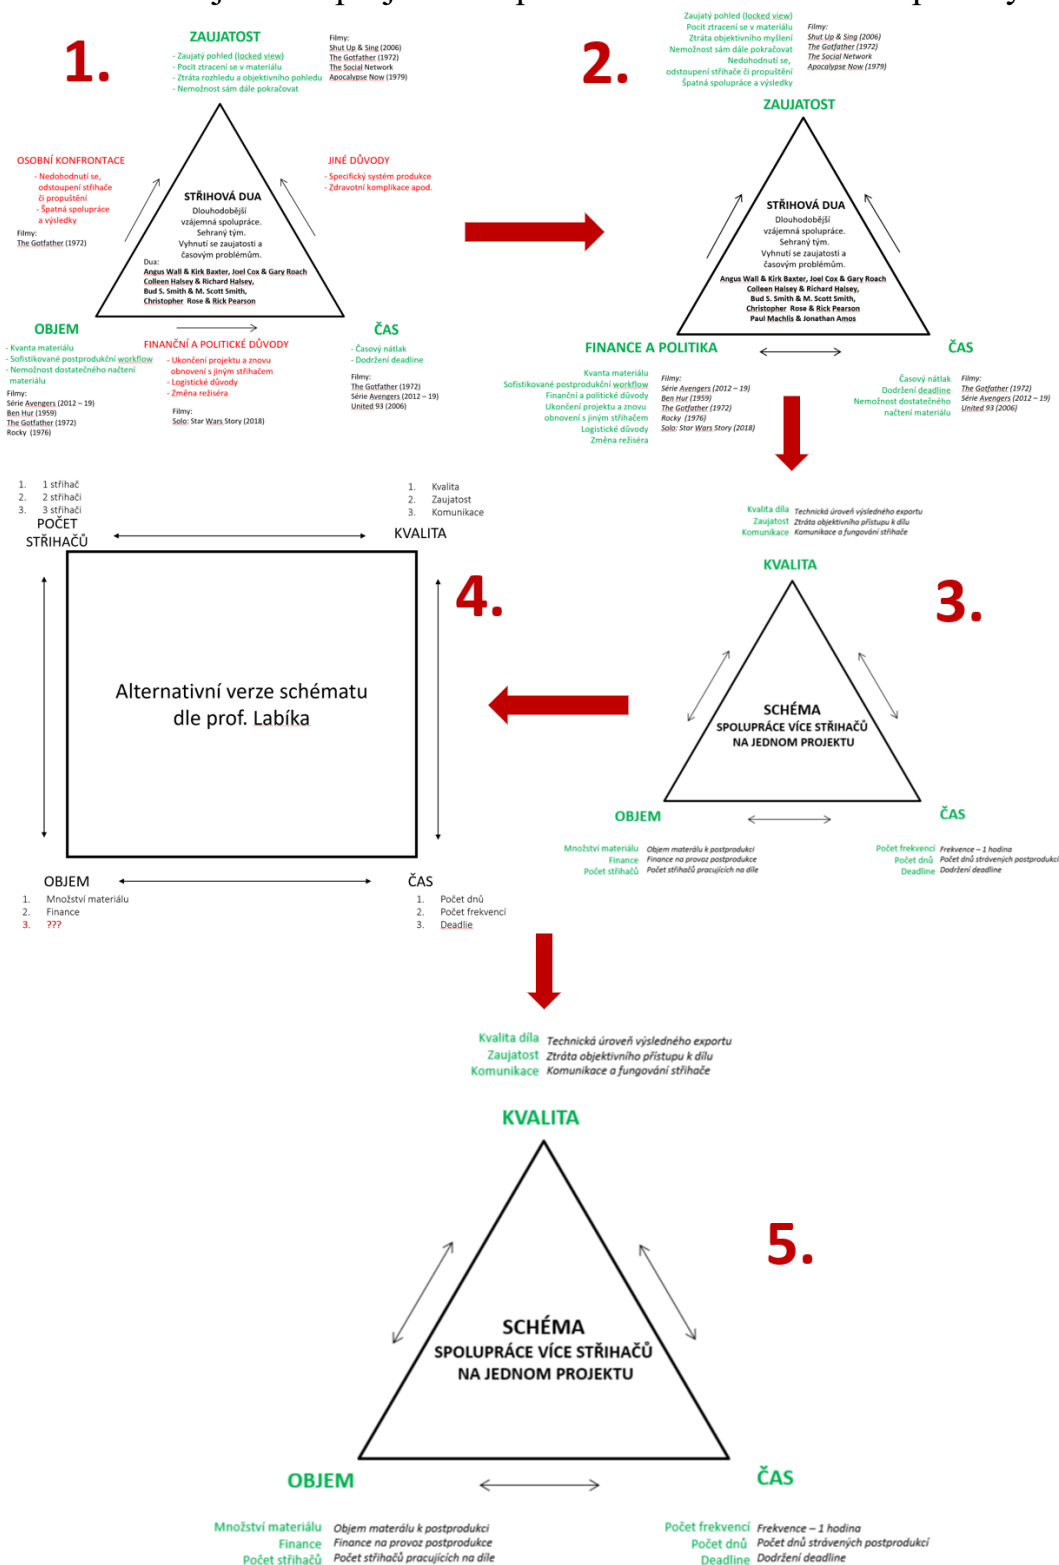 1.
ZAUJATOST
- Zaujatý pohled (locked view)
- Pocit ztracení se v materiálu
- Ztráta rozhledu a objektivního pohledu
- Nemožnost sám dále pokračovat
Filmy:
Shut Up & Sing (2006)
The Gotfather (1972)
The Social Network
Apocalypse Now (1979)
OSOBNÍ KONFRONTACE
- Nedohodnutí se,
odstoupení střihače
či propuštění
- Špatná spolupráce
a výsledky
Filmy:
The Gotfather (1972)
JINÉ DŮVODY
- Specifický systém produkce
- Zdravotní komplikace apod.
STŘIHOVÁ DUA
Dlouhodobější
vzájemná spolupráce.
Sehraný tým.
Vyhnutí se zaujatosti a
časovým problémům.
Dua:
Angus Wall & Kirk Baxter, Joel Cox & Gary Roach
Colleen Halsey & Richard Halsey,
Bud S. Smith & M. Scott Smith,
Christopher Rose & Rick Pearson
OBJEM
- Kvanta materiálu
- Sofistikované postprodukční workflow
- Nemožnost dostatečného načtení
materiálu
Filmy:
Série Avengers (2012 – 19)
Ben Hur (1959)
The Gotfather (1972)
Rocky (1976)
FINANČNÍ A POLITICKÉ DŮVODY
- Ukončení projektu a znovu
obnovení s jiným střihačem
- Logistické důvody
- Změna režiséra
Filmy:
Solo: Star Wars Story (2018)
ČAS
- Časový nátlak
- Dodržení deadline
Filmy:
The Gotfather (1972)
Série Avengers (2012 – 19)
United 93 (2006)
2.
Zaujatý pohled (locked view)
Pocit ztracení se v materiálu
Ztráta objektivního myšlení
Nemožnost sám dále pokračovat
Nedohodnutí se,
odstoupení střihače či propuštění
Špatná spolupráce a výsledky
Filmy:
Shut Up & Sing (2006)
The Gotfather (1972)
The Social Network
Apocalypse Now (1979)
ZAUJATOST
STŘIHOVÁ DUA
Dlouhodobější
vzájemná spolupráce.
Sehraný tým.
Vyhnutí se zaujatosti a
časovým problémům.
Angus Wall & Kirk Baxter, Joel Cox & Gary Roach
Colleen Halsey & Richard Halsey,
Bud S. Smith & M. Scott Smith,
Christopher Rose & Rick Pearson
Paul Machlis & Jonathan Amos
FINANCE A POLITIKA
Kvanta materiálu
Sofistikované postprodukční workflow
Finanční a politické důvody
Ukončení projektu a znovu
obnovení s jiným střihačem
Logistické důvody
Změna režiséra
Filmy:
Série Avengers (2012 – 19)
Ben Hur (1959)
The Gotfather (1972)
Rocky (1976)
Solo: Star Wars Story (2018)
ČAS
Časový nátlak
Dodržení deadline
Nemožnost dostatečného
načtení materiálu
Filmy:
The Gotfather (1972)
Série Avengers (2012 – 19)
United 93 (2006)
3.
Kvalita díla Technická úroveň výsledného exportu
Zaujatost Ztráta objektivního přístupu k dílu
Komunikace Komunikace a fungování střihače
KVALITA
SCHÉMA
SPOLUPRÁCE VÍCE STŘIHAČŮ
NA JEDNOM PROJEKTU
OBJEM
ČAS
Množství materiálu Objem materálu k postprodukci
Finance Finance na provoz postprodukce
Počet střihačů Počet střihačů pracujících na díle
Počet frekvencí Frekvence – 1 hodina
Počet dnů Počet dnů strávených postprodukcí
Deadline Dodržení deadline
4.
1. 1 střihač
2. 2 střihači
3. 3 střihači
POČET
STŘIHAČŮ
1. Kvalita
2. Zaujatost
3. Komunikace
KVALITA
Alternativní verze schématu
dle prof. Labíka
OBJEM
1. Množství materiálu
2. Finance
3. ???
ČAS
1. Počet dnů
2. Počet frekvencí
3. Deadlie
5.
Kvalita díla Technická úroveň výsledného exportu
Zaujatost Ztráta objektivního přístupu k dílu
Komunikace Komunikace a fungování střihače
KVALITA
SCHÉMA
SPOLUPRÁCE VÍCE STŘIHAČŮ
NA JEDNOM PROJEKTU
OBJEM
ČAS
Množství materiálu Objem materálu k postprodukci
Finance Finance na provoz postprodukce
Počet střihačů Počet střihačů pracujících na díle
Počet frekvencí Frekvence – 1 hodina
Počet dnů Počet dnů strávených postprodukcí
Deadline Dodržení deadline